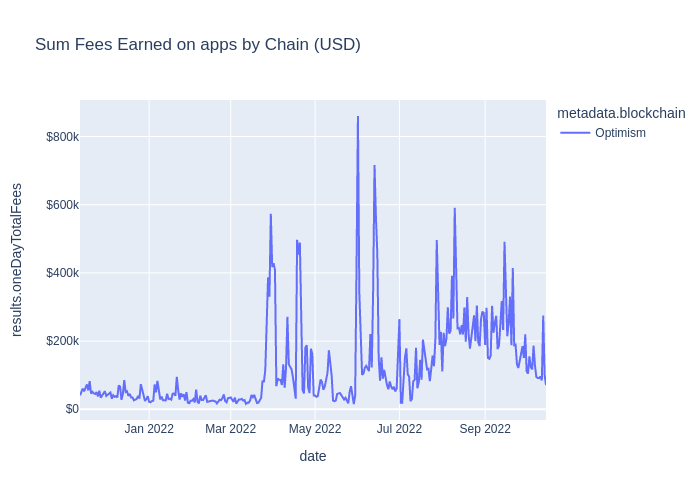 Sum Fees Earned on apps by Chain (USD)
metadata.blockchain
Optimism
results.oneDayTotalFees
$800k
$600k
$400k
$200k
$0
Jan 2022
Mar 2022
May 2022
Jul 2022
Sep 2022
date